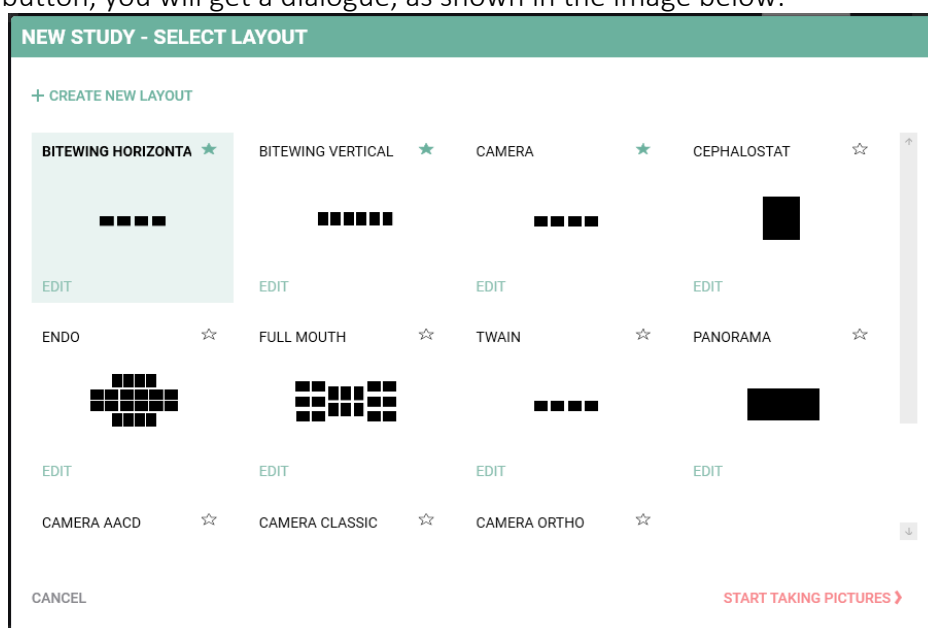 button, you will get a dialogue, as shown in the image below:
NEW STUDY - SELECT LAYOUT
+ CREATE NEW LAYOUT
BITEWING HORIZONTA BITEWING VERTICAL CAMERA CEPHALOSTAT
EDIT EDIT EDIT EDIT
ENDO FULL MOUTH TWAIN PANORAMA
EDIT EDIT EDIT EDIT
CAMERA AACD CAMERA CLASSIC CAMERA ORTHO
CANCEL START TAKING PICTURES ❯